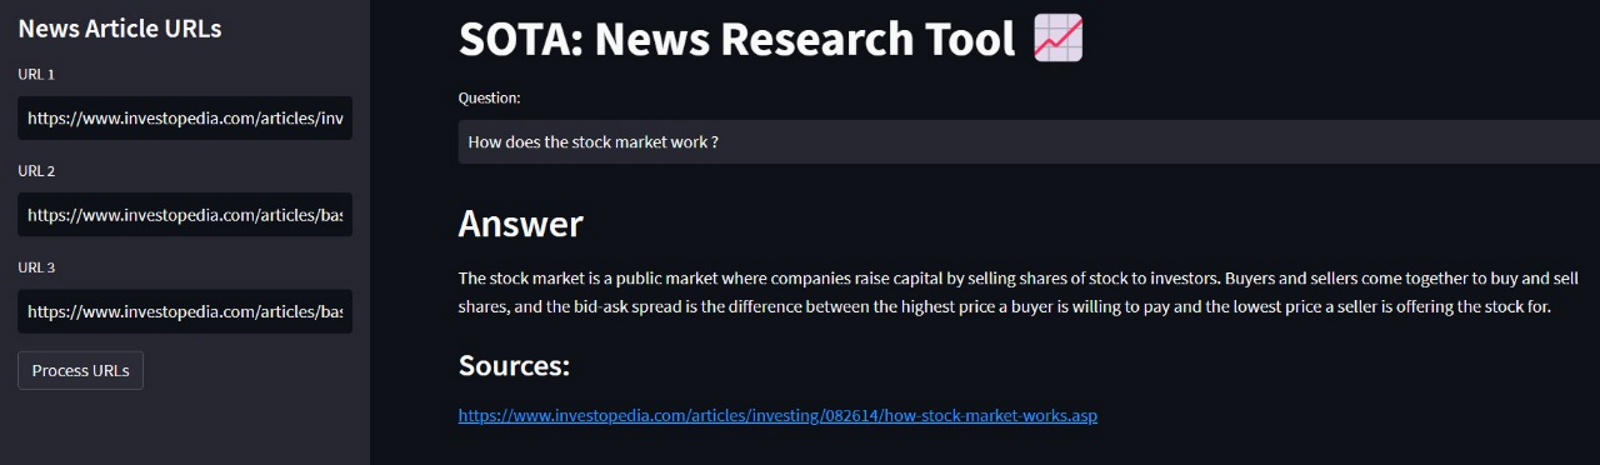 News Article URLs
URL 1
https://www.investopedia.com/articles/inv
URL 2
https://www.investopedia.com/articles/bas
URL 3
https://www.investopedia.com/articles/bas
Process URLs
SOTA: News Research Tool
Question:
How does the stock market work ?
Answer
The stock market is a public market where companies raise capital by selling shares of stock to investors. Buyers and sellers come together to buy and sell
shares, and the bid-ask spread is the difference between the highest price a buyer is willing to pay and the lowest price a seller is offering the stock for.
Sources:
https://www.investopedia.com/articles/investing/082614/how-stock-market-works.asp